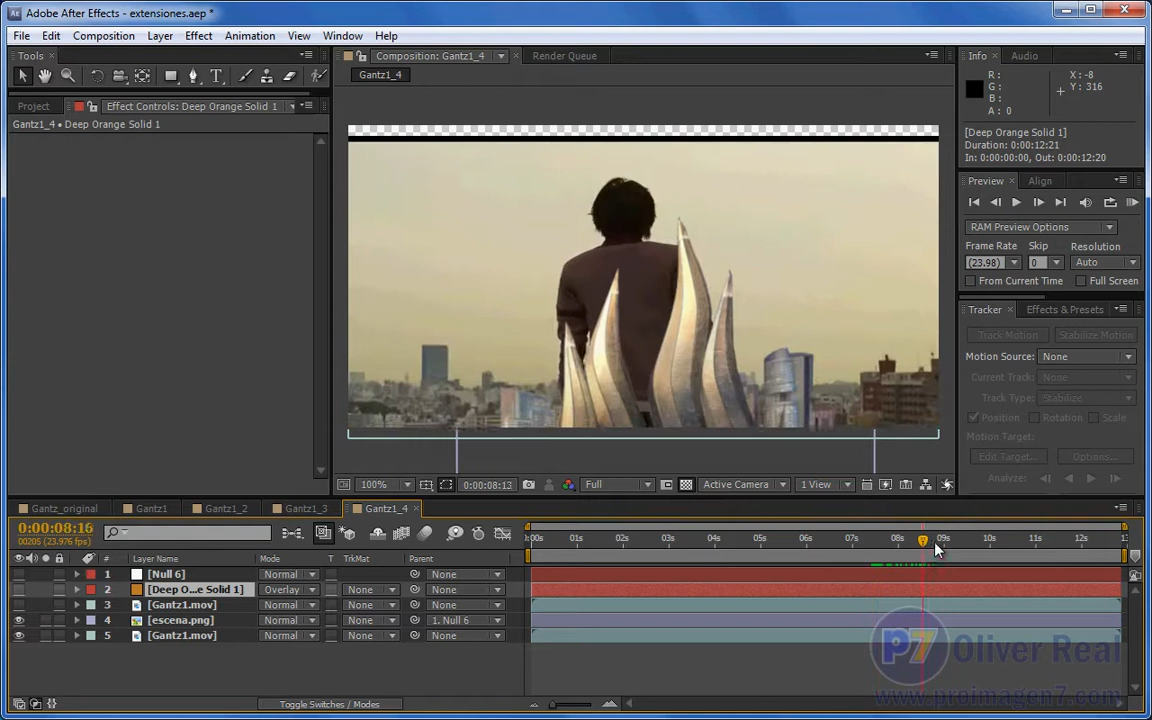 Adobe After Effects - extensiones.aep *
File Edit Composition Layer Effect Animation View Window Help
Tools
Composition: Gantz1_4 Render Queue
Info Audio
Gantz1_4
R: X: -8
G: Y: 316
B:
A: 0
Project Effect Controls: Deep Orange Solid 1
Gantz1_4 • Deep Orange Solid 1
[Deep Orange Solid 1]
Duration: 0:00:12:21
In: 0:00:00:00, Out: 0:00:12:20
Preview Align
RAM Preview Options
Frame Rate Skip Resolution
(23.98) 0 Auto
From Current Time Full Screen
Tracker Effects & Presets
Track Motion Stabilize Motion
Motion Source: None
Current Track: None
Track Type: Stabilize
Position Rotation Scale
Motion Target:
Edit Target... Options...
Analyze:
100% 0:00:08:13 Full Active Camera 1 View
Gantz_original Gantz1 Gantz1_2 Gantz1_3 Gantz1_4
0:00:08:16
00205 (23.976 fps)
:00s 01s 02s 03s 04s 05s 06s 07s 08s 09s 10s 11s 12s 13
# Layer Name Mode T TrkMat Parent
1 [Null 6] Normal None
2 [Deep O...e Solid 1] Overlay None None
3 [Gantz1.mov] Normal None None
4 [escena.png] Normal None 1. Null 6
5 [Gantz1.mov] Normal None None
P7 Oliver Real
www.proimagen7.com
Toggle Switches / Modes